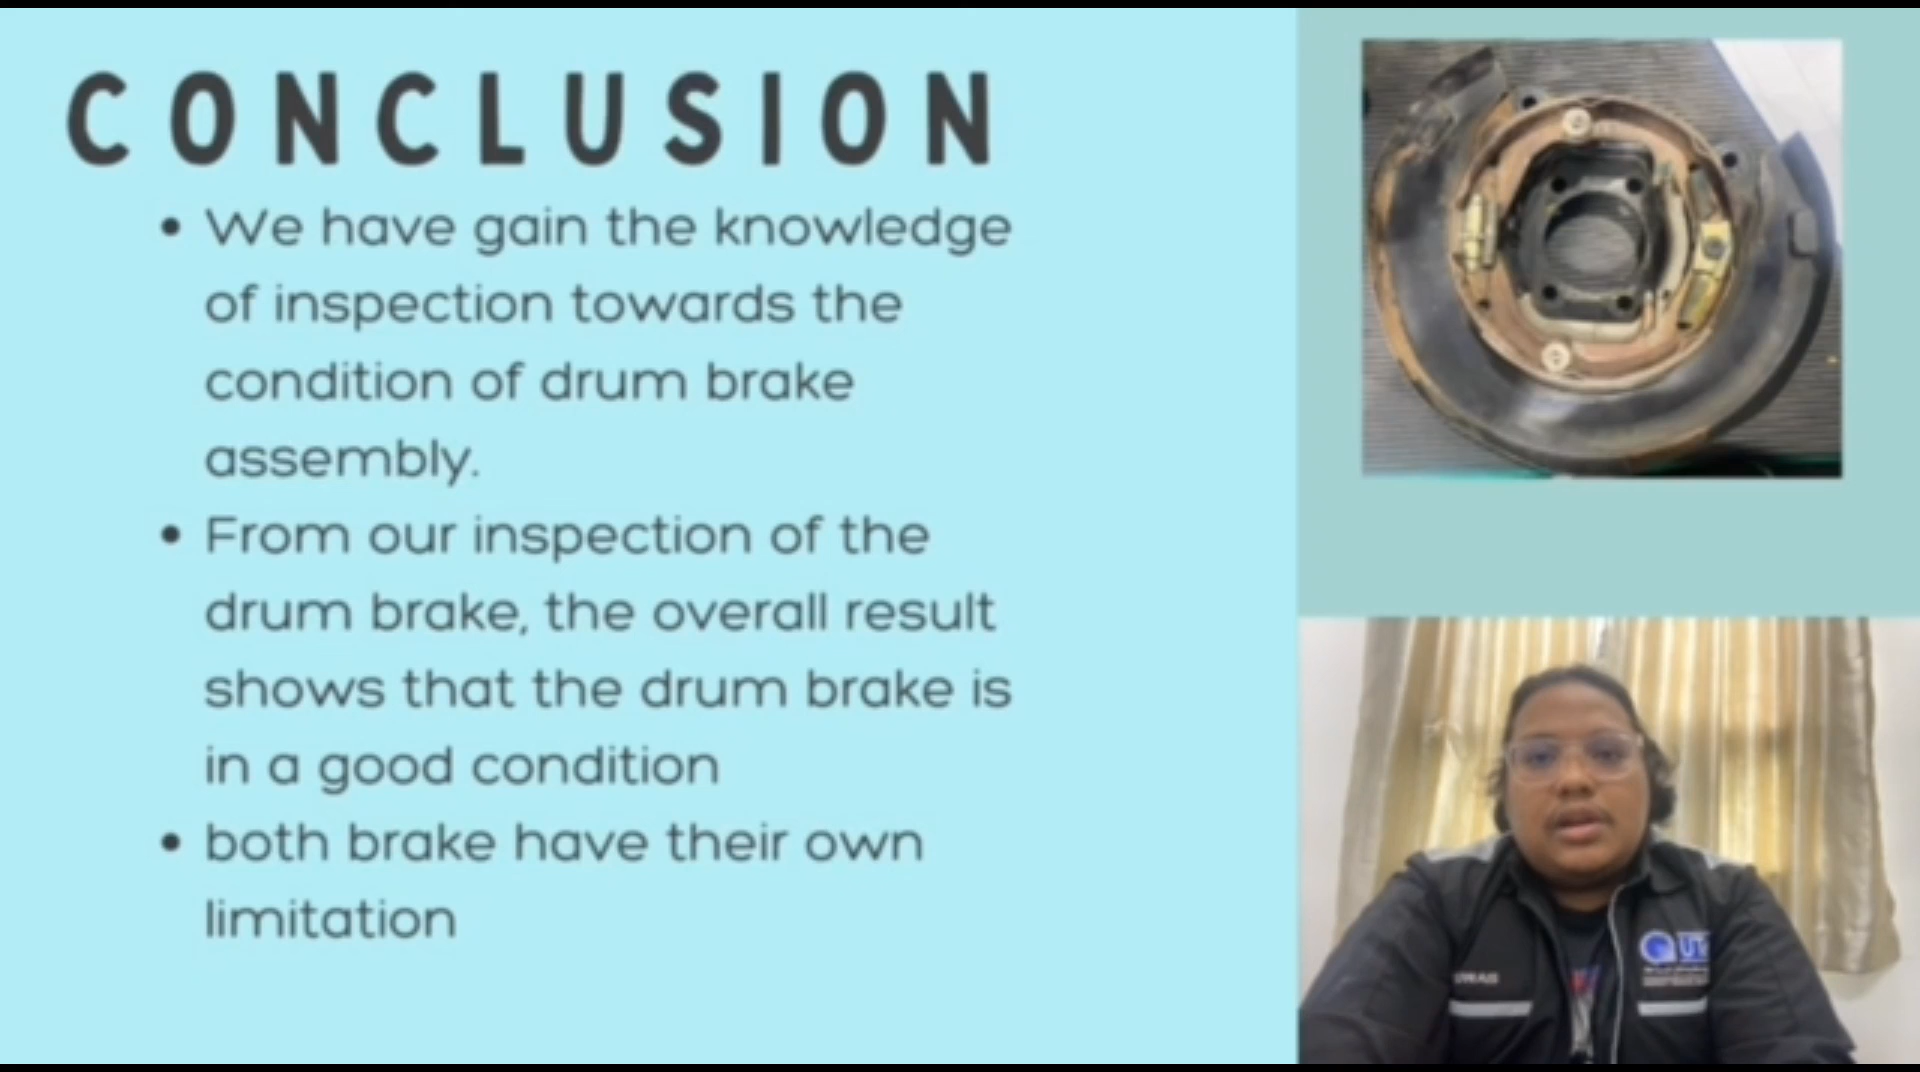 CONCLUSION
• We have gain the knowledge
of inspection towards the
condition of drum brake
assembly.
• From our inspection of the
drum brake, the overall result
shows that the drum brake is
in a good condition
• both brake have their own
limitation